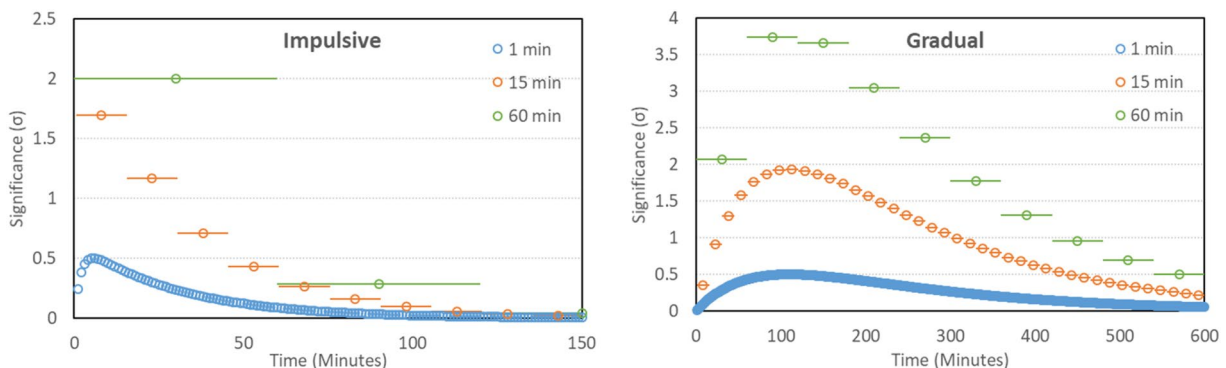 Impulsive
1 min
15 min
60 min
Significance (σ)
2.5
2
1.5
1
0.5
0
0
50
100
150
Time (Minutes)
Gradual
1 min
15 min
60 min
Significance (σ)
4
3.5
3
2.5
2
1.5
1
0.5
0
0
100
200
300
400
500
600
Time (Minutes)